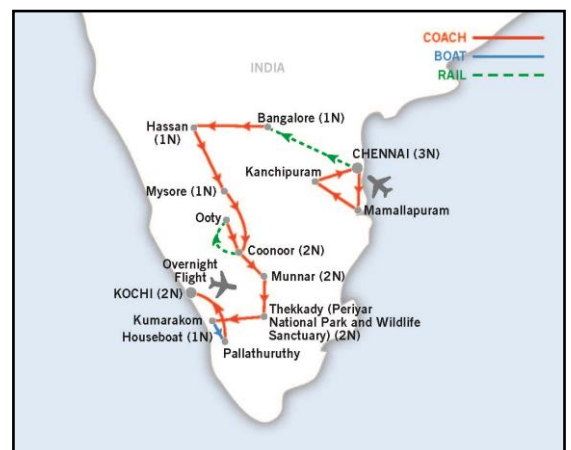 COACH
BOAT
RAIL
INDIA
Bangalore (1N)
Hassan
(1N)
CHENNAI (3N)
Kanchipuram
Mysore (1N)
Mamallapuram
Ooty
Coonoor (2N)
Overnight
Flight
Munnar (2N)
KOCHI (2N)
Thekkady (Periyar
National Park and Wildlife
Sanctuary) (2N)
Kumarakom
Houseboat (1N)
Pallathuruthy